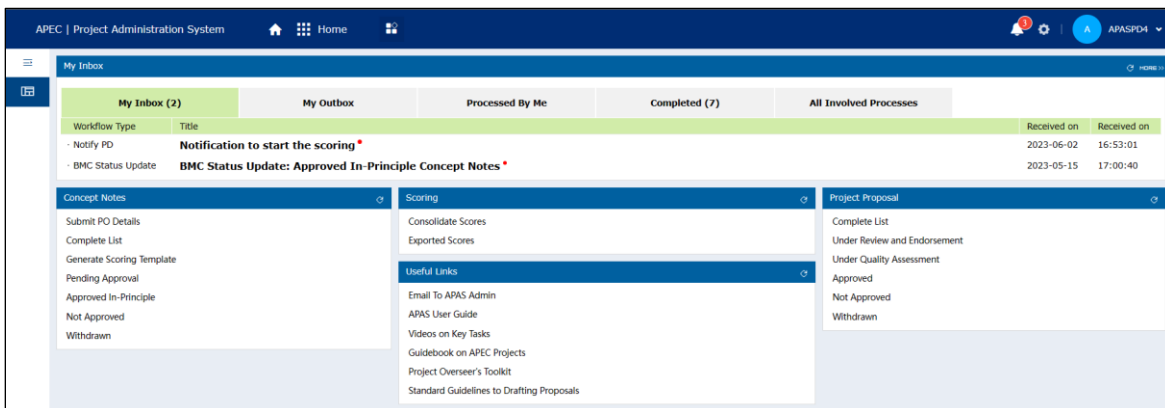 APEC | Project Administration System Home 3 A APASPD4
My Inbox MORE>>
My Inbox (2) My Outbox Processed By Me Completed (7) All Involved Processes
Workflow Type Title Received on Received on
· Notify PD Notification to start the scoring 2023-06-02 16:53:01
· BMC Status Update BMC Status Update: Approved In-Principle Concept Notes 2023-05-15 17:00:40
Concept Notes
Submit PO Details
Complete List
Generate Scoring Template
Pending Approval
Approved In-Principle
Not Approved
Withdrawn
Scoring
Consolidate Scores
Exported Scores
Useful Links
Email To APAS Admin
APAS User Guide
Videos on Key Tasks
Guidebook on APEC Projects
Project Overseer's Toolkit
Standard Guidelines to Drafting Proposals
Project Proposal
Complete List
Under Review and Endorsement
Under Quality Assessment
Approved
Not Approved
Withdrawn